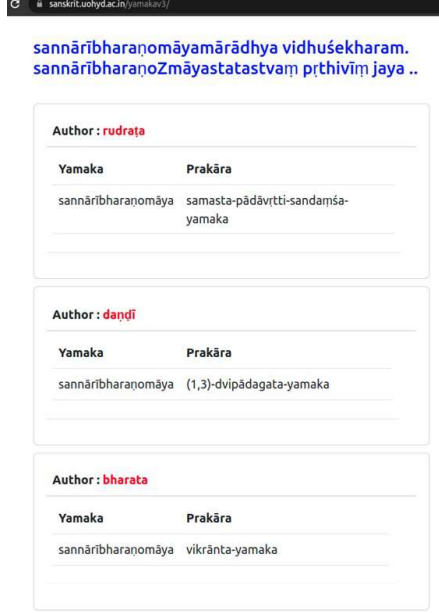 sanskrit.uohyd.ac.in/yamakav3/
sannārībharaṇomāyamārādhya vidhuśekharam.
sannārībharaṇoZmāyastatastvaṃ pṛthivīṃ jaya ..
Author : rudraṭa
Yamaka Prakāra
sannārībharaṇomāya samasta-pādāvṛtti-sandaṃśa-
yamaka
Author : daṇḍī
Yamaka Prakāra
sannārībharaṇomāya (1,3)-dvipādagata-yamaka
Author : bharata
Yamaka Prakāra
sannārībharaṇomāya vikrānta-yamaka